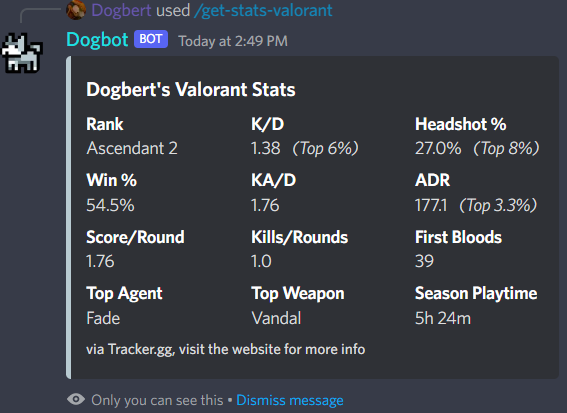 Dogbert used /get-stats-valorant
Dogbot BOT Today at 2:49 PM
Dogbert's Valorant Stats
Rank K/D Headshot %
Ascendant 2 1.38 (Top 6%) 27.0% (Top 8%)
Win % KA/D ADR
54.5% 1.76 177.1 (Top 3.3%)
Score/Round Kills/Rounds First Bloods
1.76 1.0 39
Top Agent Top Weapon Season Playtime
Fade Vandal 5h 24m
via Tracker.gg, visit the website for more info
Only you can see this • Dismiss message